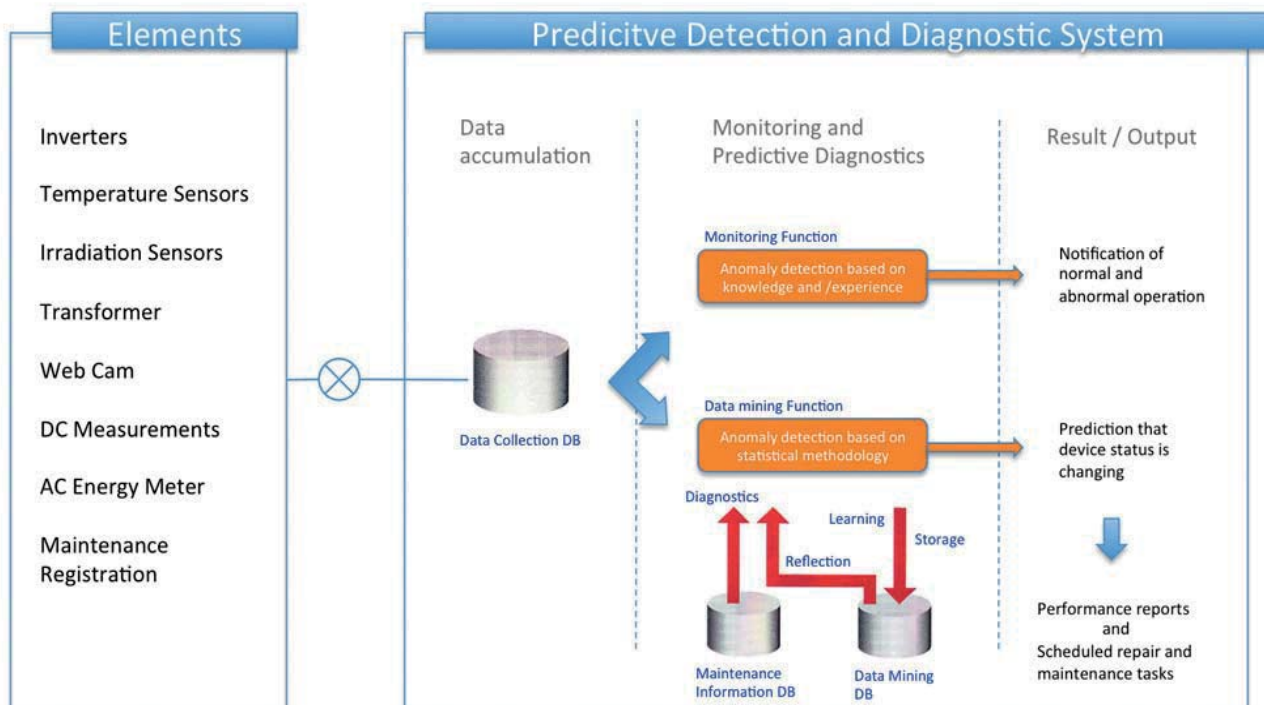 Elements
Inverters
Temperature Sensors
Irradiation Sensors
Transformer
Web Cam
DC Measurements
AC Energy Meter
Maintenance
Registration
Predicitve Detection and Diagnostic System
Data
accumulation
Data Collection DB
Monitoring and
Predictive Diagnostics
Monitoring Function
Anomaly detection based on
knowledge and /experience
Data mining Function
Anomaly detection based on
statistical methodology
Diagnostics
Learning
Storage
Reflection
Maintenance
Information DB
Data Mining
DB
Result / Output
Notification of
normal and
abnormal operation
Prediction that
device status is
changing
Performance reports
and
Scheduled repair and
maintenance tasks